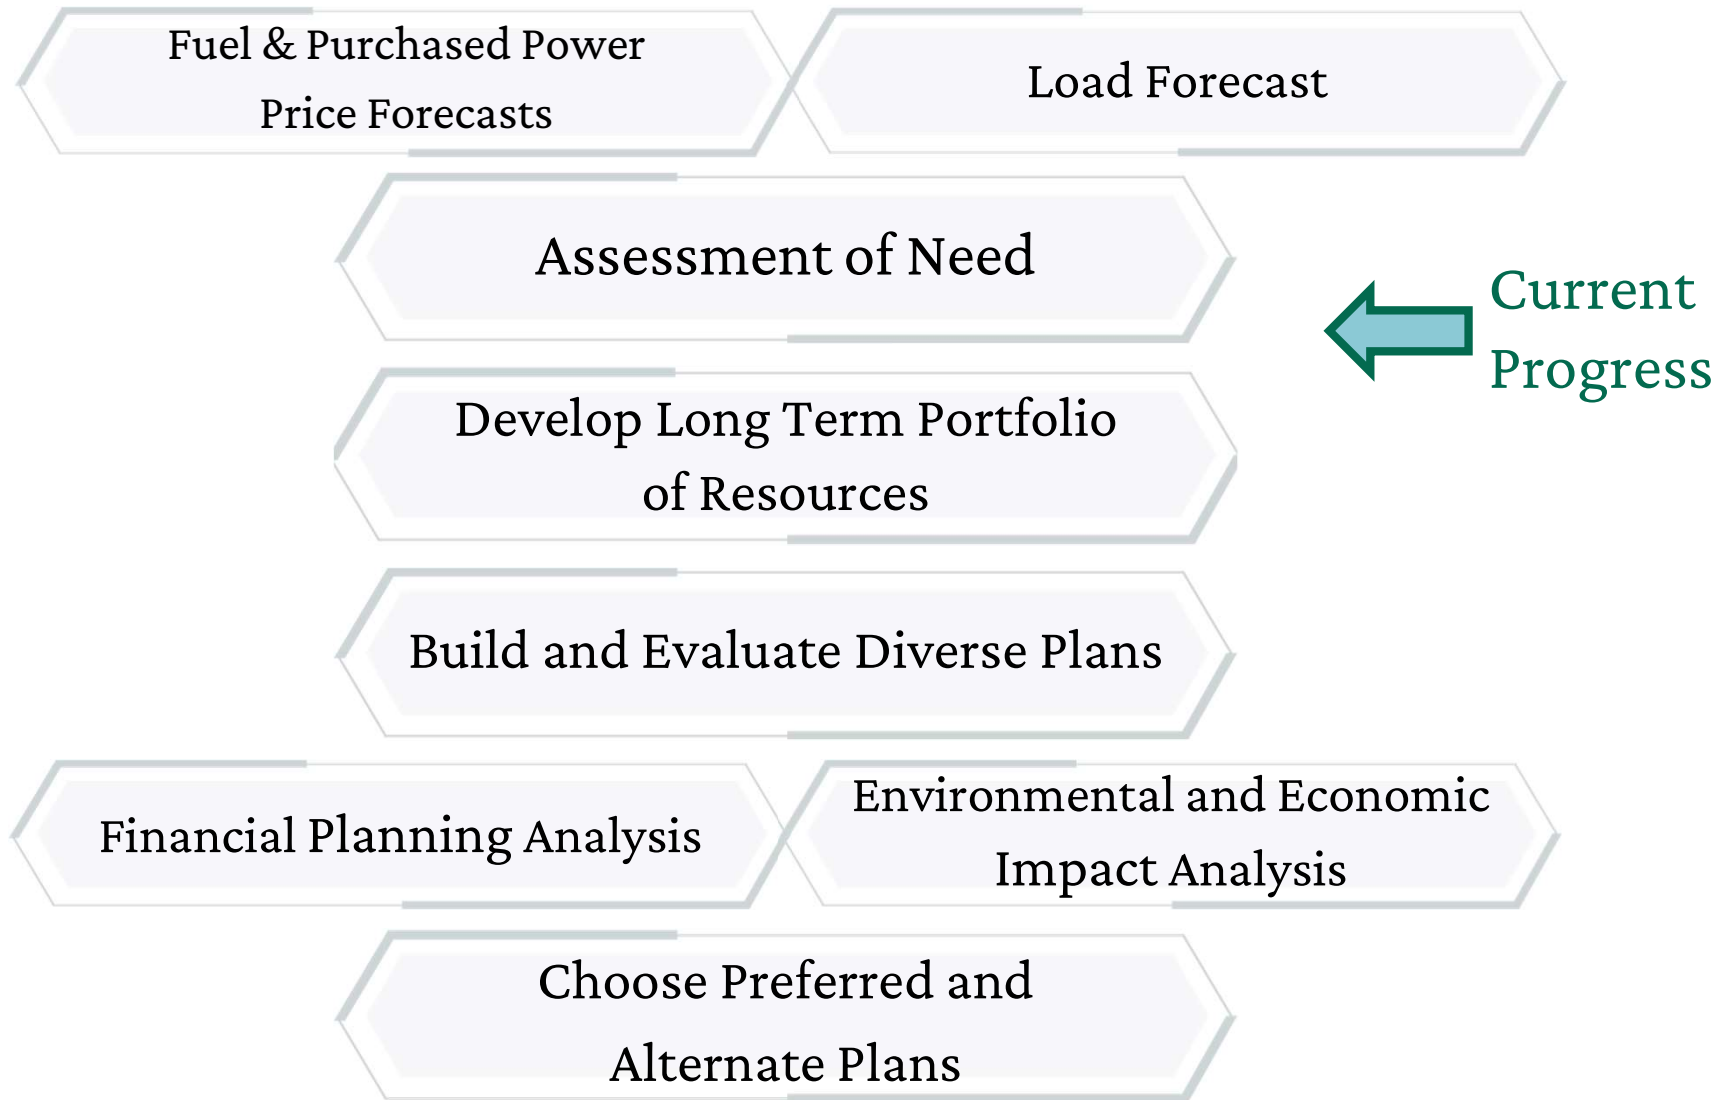 Fuel & Purchased Power
Price Forecasts
Load Forecast
Assessment of Need
Current
Progress
Develop Long Term Portfolio
of Resources
Build and Evaluate Diverse Plans
Financial Planning Analysis
Environmental and Economic
Impact Analysis
Choose Preferred and
Alternate Plans